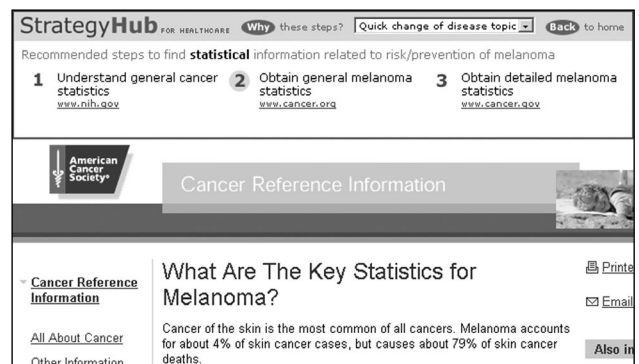 StrategyHub FOR HEALTHCARE Why these steps? Quick change of disease topic Back to home
Recommended steps to find statistical information related to risk/prevention of melanoma
1 Understand general cancer statistics
www.nih.gov
2 Obtain general melanoma statistics
www.cancer.org
3 Obtain detailed melanoma statistics
www.cancer.gov
American
Cancer
Society®
Cancer Reference Information
Cancer Reference
Information
All About Cancer
Other Information
What Are The Key Statistics for
Melanoma?
Cancer of the skin is the most common of all cancers. Melanoma accounts
for about 4% of skin cancer cases, but causes about 79% of skin cancer
deaths.
Printe
Email
Also in